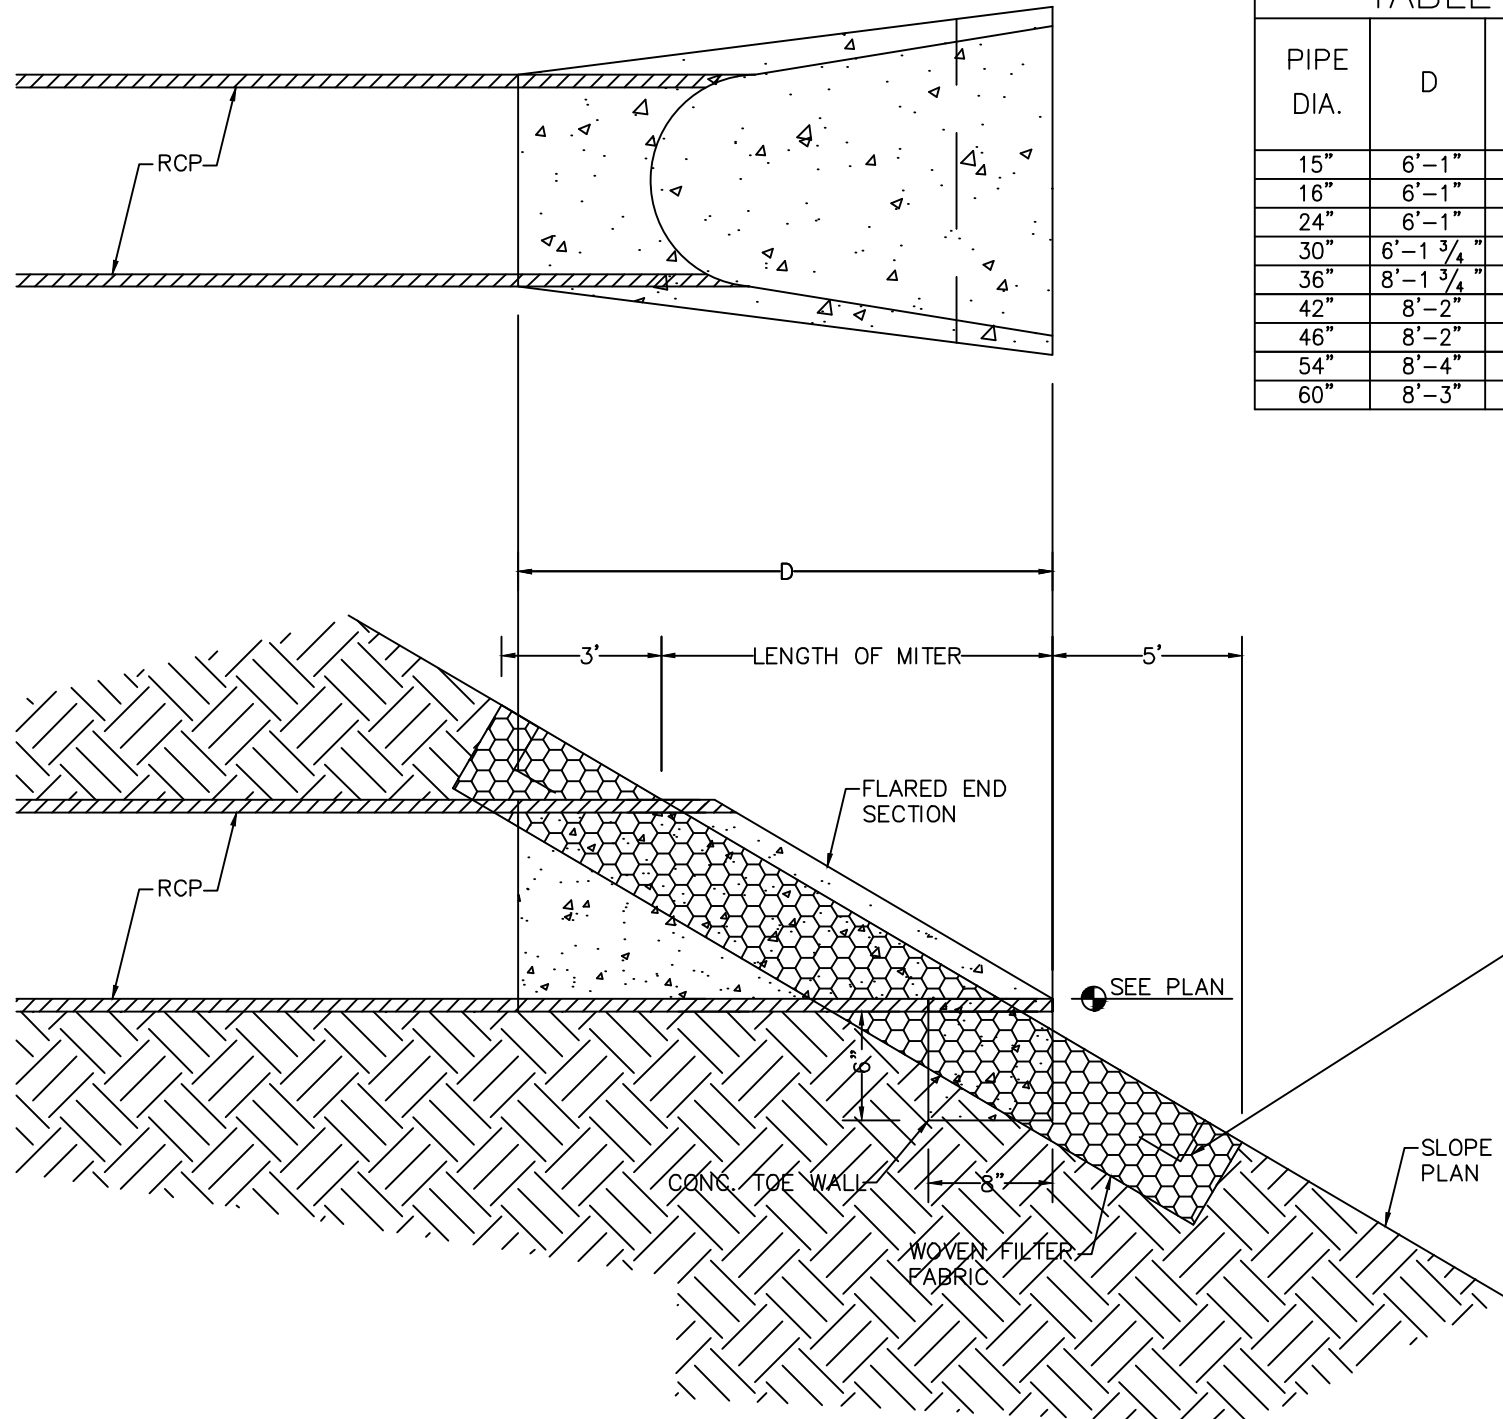 TABLE
PIPE DIA. D
15" 6'-1"
16" 6'-1"
24" 6'-1"
30" 6'-1 3/4"
36" 8'-1 3/4"
42" 8'-2"
46" 8'-2"
54" 8'-4"
60" 8'-3"
RCP
D
3'
LENGTH OF MITER
5'
FLARED END
SECTION
RCP
SEE PLAN
6"
SLOPE
PLAN
CONC. TOE WALL
8"
WOVEN FILTER
FABRIC